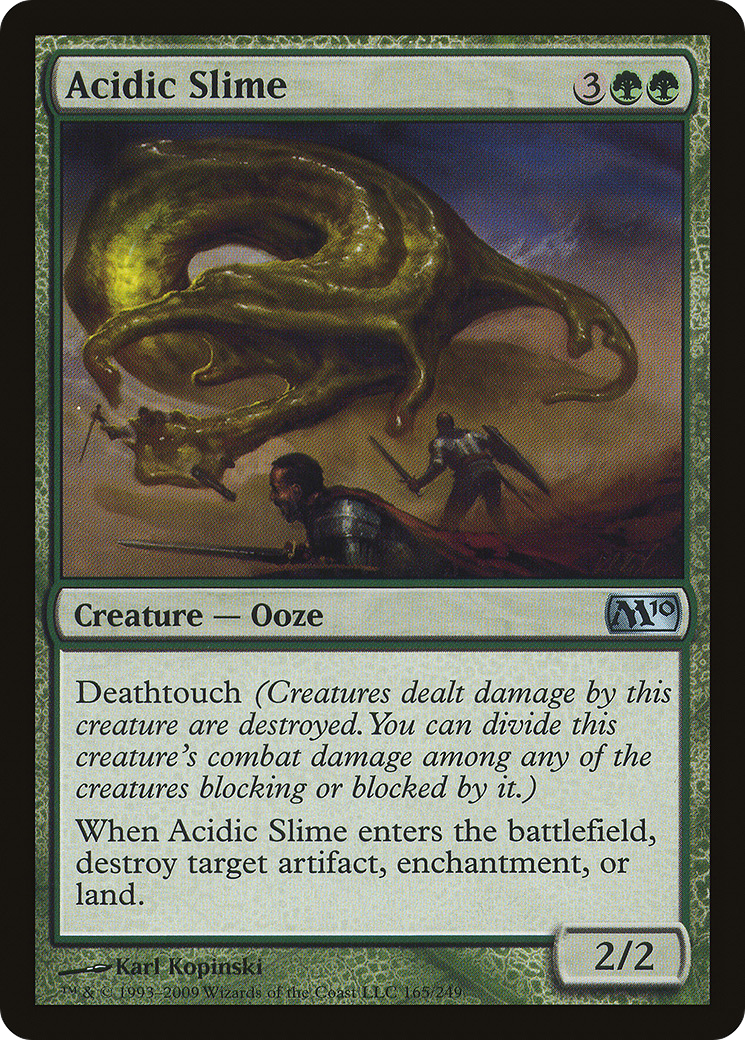 Acidic Slime 3
Creature — Ooze M10
Deathtouch (Creatures dealt damage by this
creature are destroyed. You can divide this
creature's combat damage among any of the
creatures blocking or blocked by it.)
When Acidic Slime enters the battlefield,
destroy target artifact, enchantment, or
land.
2/2
Karl Kopinski
™ & © 1993–2009 Wizards of the Coast LLC 165/249